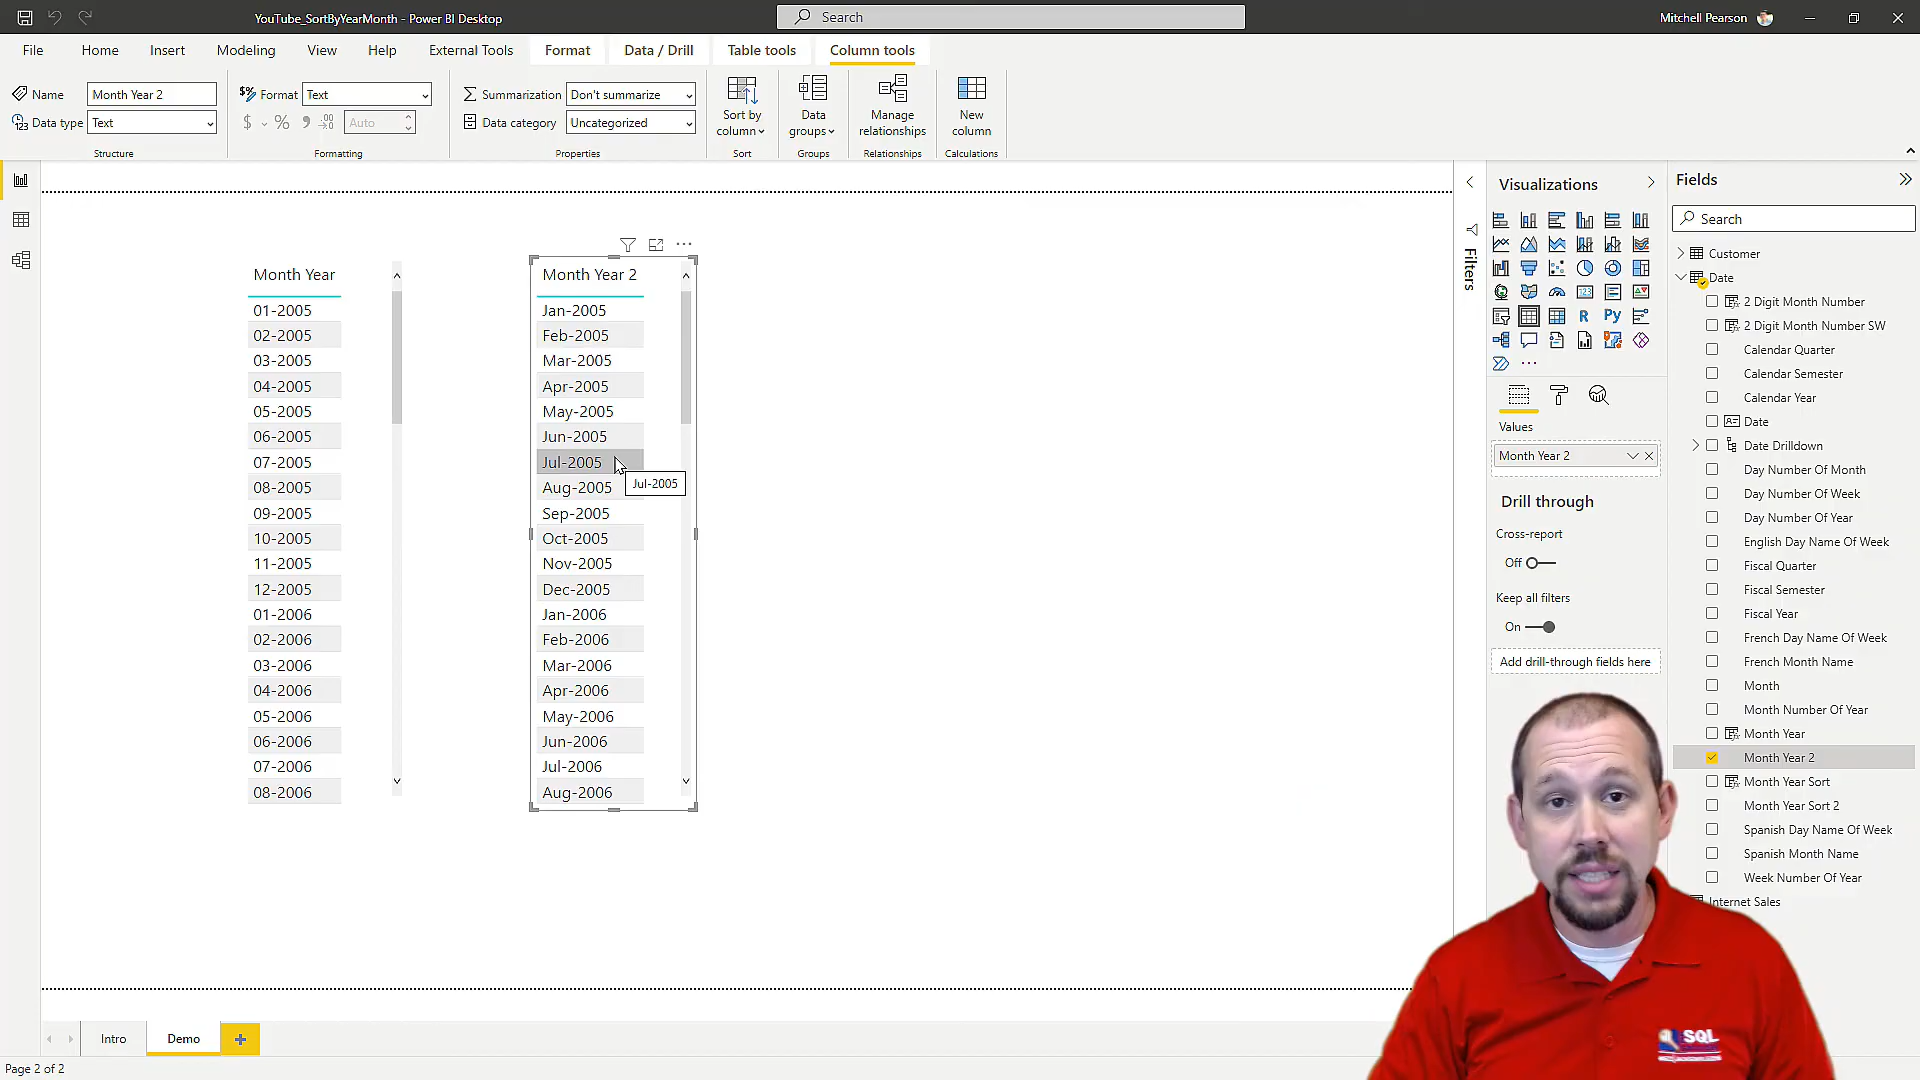 YouTube_SortByYearMonth - Power BI Desktop
Search
Mitchell Pearson
File
Home
Insert
Modeling
View
Help
External Tools
Format
Data / Drill
Table tools
Column tools
Name
Month Year 2
Data type
Text
Structure
Format
Text
$
%
Auto
Formatting
Summarization
Don't summarize
Data category
Uncategorized
Properties
Sort by
column
Sort
Data
groups
Groups
Manage
relationships
Relationships
New
column
Calculations
Month Year
01-2005
02-2005
03-2005
04-2005
05-2005
06-2005
07-2005
08-2005
09-2005
10-2005
11-2005
12-2005
01-2006
02-2006
03-2006
04-2006
05-2006
06-2006
07-2006
08-2006
Month Year 2
Jan-2005
Feb-2005
Mar-2005
Apr-2005
May-2005
Jun-2005
Jul-2005
Jul-2005
Aug-2005
Sep-2005
Oct-2005
Nov-2005
Dec-2005
Jan-2006
Feb-2006
Mar-2006
Apr-2006
May-2006
Jun-2006
Jul-2006
Aug-2006
Filters
Visualizations
R
Py
Values
Month Year 2
Drill through
Cross-report
Off
Keep all filters
On
Add drill-through fields here
Fields
Search
Customer
Date
2 Digit Month Number
2 Digit Month Number SW
Calendar Quarter
Calendar Semester
Calendar Year
Date
Date Drilldown
Day Number Of Month
Day Number Of Week
Day Number Of Year
English Day Name Of Week
Fiscal Quarter
Fiscal Semester
Fiscal Year
French Day Name Of Week
French Month Name
Month
Month Number Of Year
Month Year
Month Year 2
Month Year Sort
Month Year Sort 2
Spanish Day Name Of Week
Spanish Month Name
Week Number Of Year
Internet Sales
SQL
Intro
Demo
Page 2 of 2